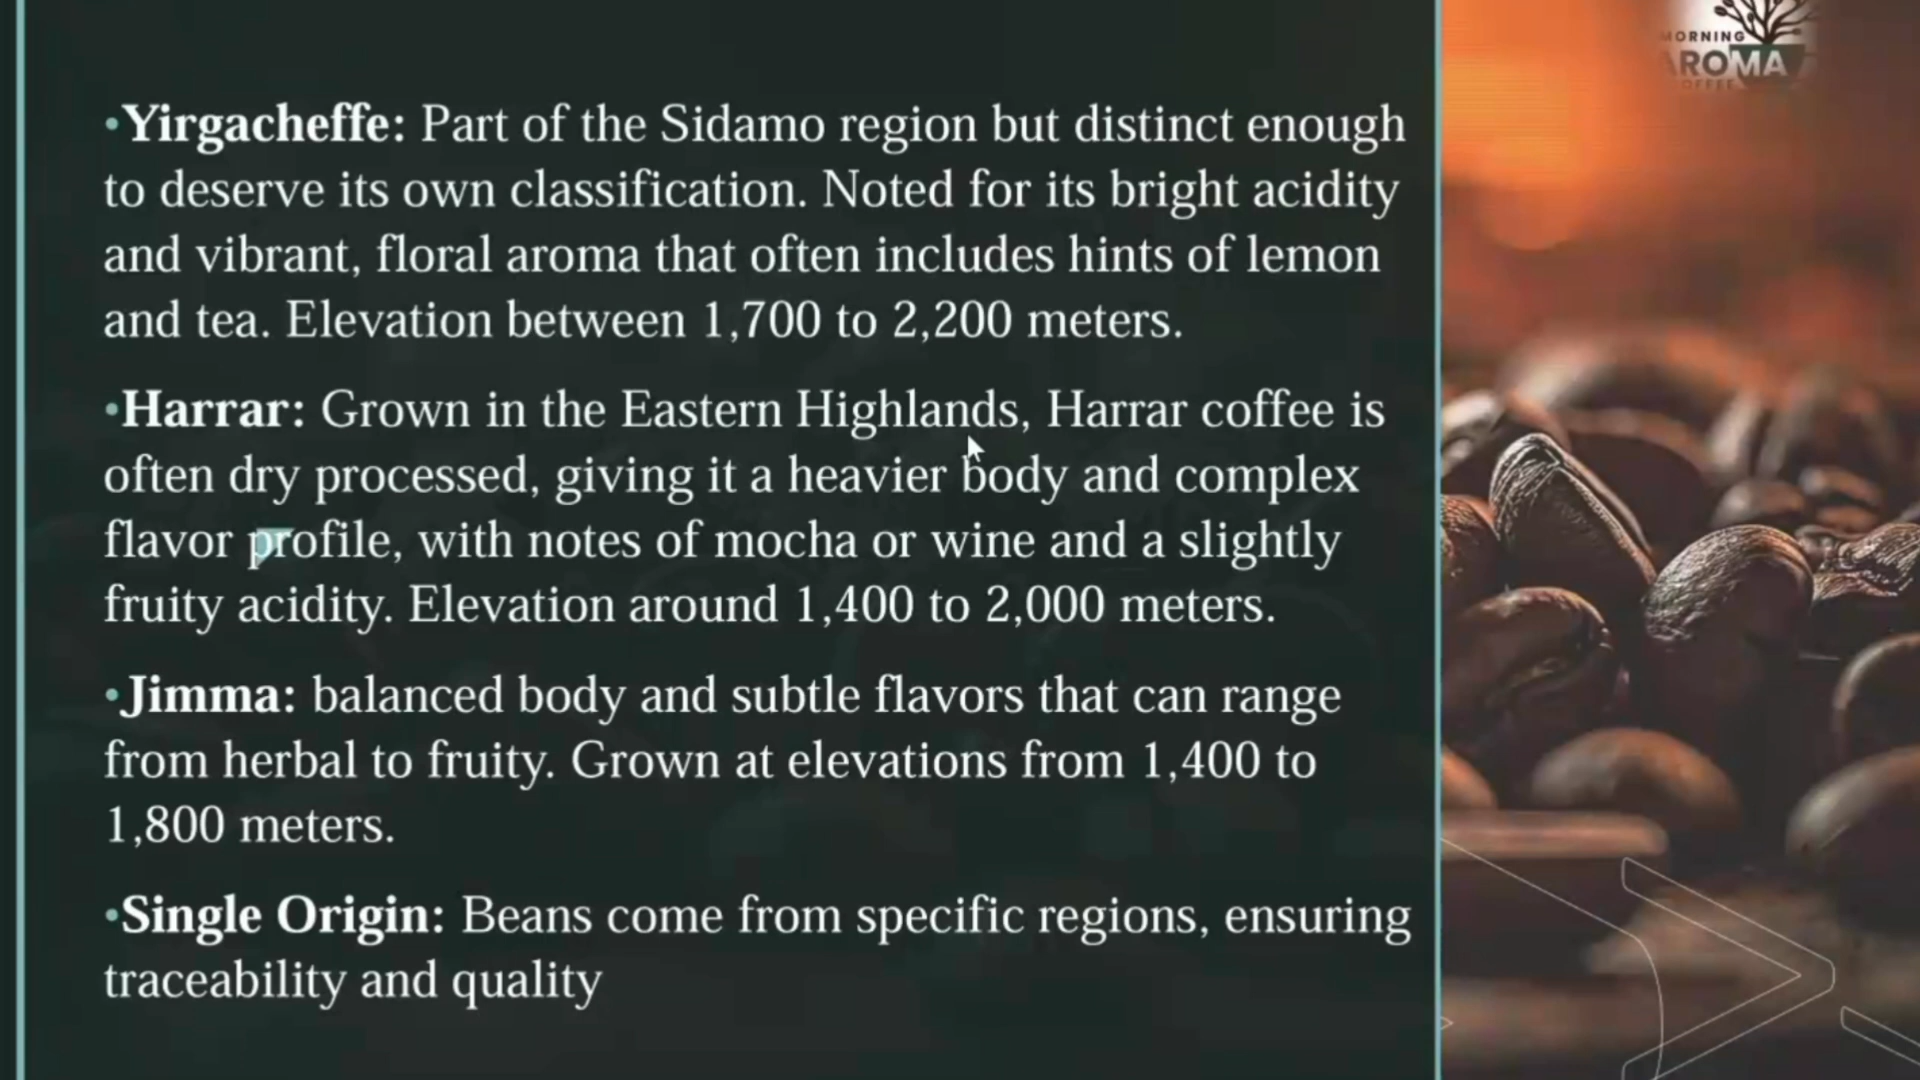 •Yirgacheffe: Part of the Sidamo region but distinct enough
to deserve its own classification. Noted for its bright acidity
and vibrant, floral aroma that often includes hints of lemon
and tea. Elevation between 1,700 to 2,200 meters.
•Harrar: Grown in the Eastern Highlands, Harrar coffee is
often dry processed, giving it a heavier body and complex
flavor profile, with notes of mocha or wine and a slightly
fruity acidity. Elevation around 1,400 to 2,000 meters.
•Jimma: balanced body and subtle flavors that can range
from herbal to fruity. Grown at elevations from 1,400 to
1,800 meters.
•Single Origin: Beans come from specific regions, ensuring
traceability and quality
MORNING
AROMA
COFFEE